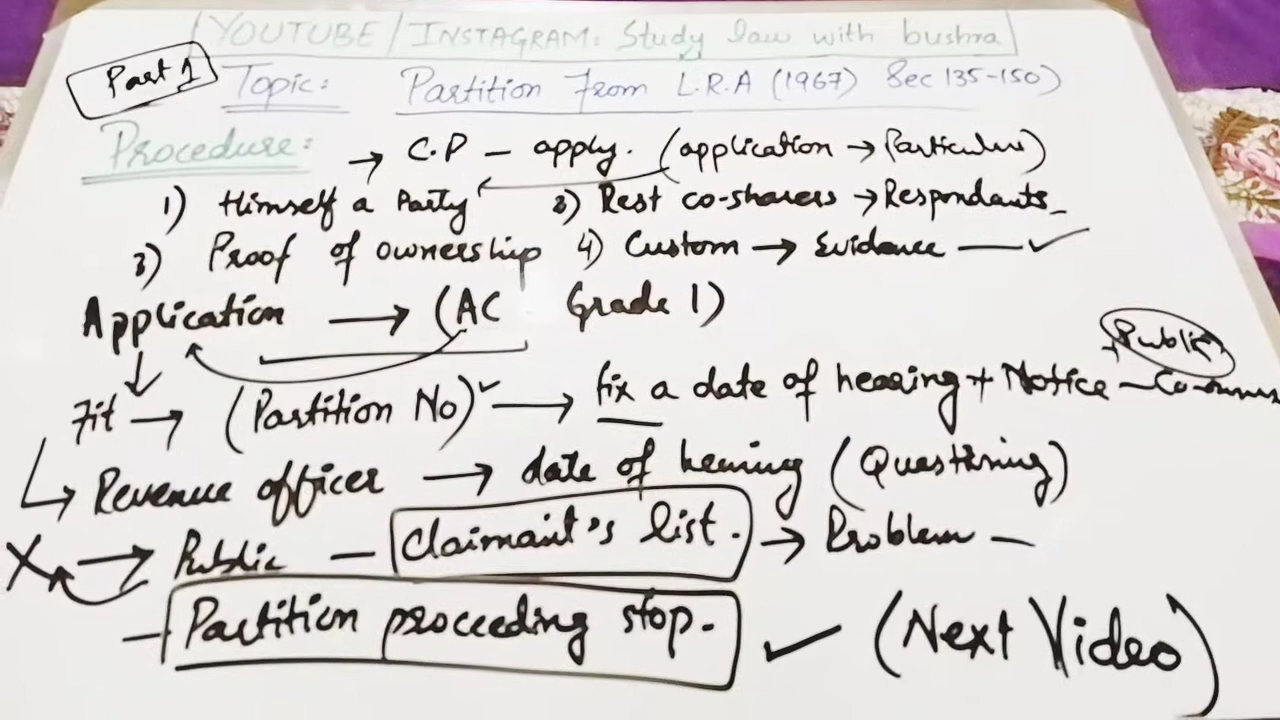 YOUTUBE / INSTAGRAM: Study law with bushra
Part 1
Topic: Partition From L.R.A (1967) Sec 135-150)
Procedure: → C.P – apply. (application → Particulars)
1) Himself a Party 2) Rest co-sharers → Respondants_
3) Proof of ownership 4) Custom → Evidence — ✓
Application → (AC Grade 1)
Public
Fit → (Partition No) ✓ → fix a date of hearing + Notice –
→ Revenue officer → date of hearing (Questining)
X → Public – Claimant's list. → Problem –
– Partition proceeding stop. ✓ (Next Video)